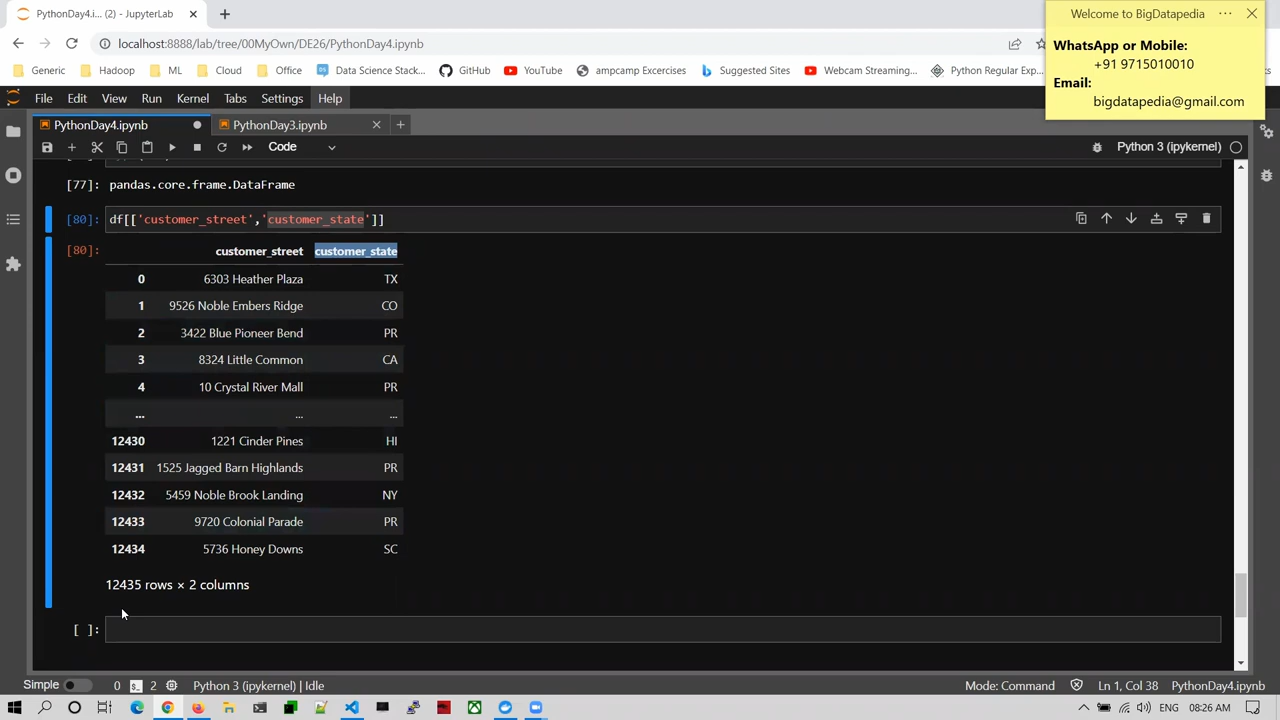 PythonDay4.i... (2) - JupyterLab
Welcome to BigDatapedia
localhost:8888/lab/tree/00MyOwn/DE26/PythonDay4.ipynb
WhatsApp or Mobile:
+91 9715010010
Email:
bigdatapedia@gmail.com
Generic Hadoop ML Cloud Office Data Science Stack... GitHub YouTube ampcamp Excercises Suggested Sites Webcam Streaming... Python Regular Exp...
File Edit View Run Kernel Tabs Settings Help
PythonDay4.ipynb PythonDay3.ipynb
Code Python 3 (ipykernel)
[77]: pandas.core.frame.DataFrame
[80]: df[['customer_street','customer_state']]
[80]: customer_street customer_state
0 6303 Heather Plaza TX
1 9526 Noble Embers Ridge CO
2 3422 Blue Pioneer Bend PR
3 8324 Little Common CA
4 10 Crystal River Mall PR
... ... ...
12430 1221 Cinder Pines HI
12431 1525 Jagged Barn Highlands PR
12432 5459 Noble Brook Landing NY
12433 9720 Colonial Parade PR
12434 5736 Honey Downs SC
12435 rows × 2 columns
[ ]:
Simple 0 2 Python 3 (ipykernel) | Idle Mode: Command Ln 1, Col 38 PythonDay4.ipynb
ENG 08:26 AM